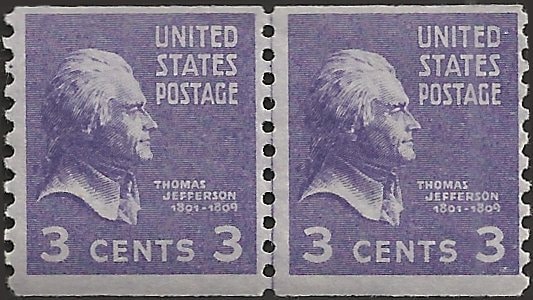 UNITED
STATES
POSTAGE
THOMAS
JEFFERSON
1801-1809
3 CENTS 3
UNITED
STATES
POSTAGE
THOMAS
JEFFERSON
1801-1809
3 CENTS 3